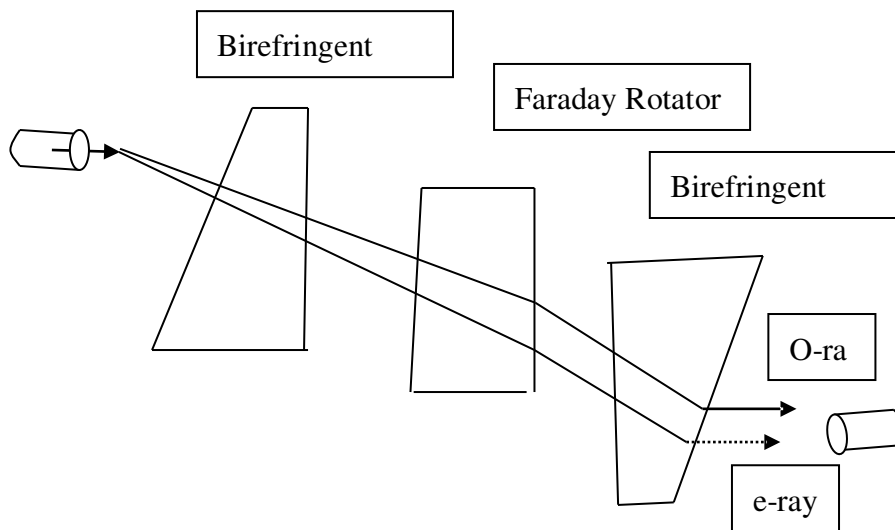 Birefringent
Faraday Rotator
Birefringent
O-ra
e-ray